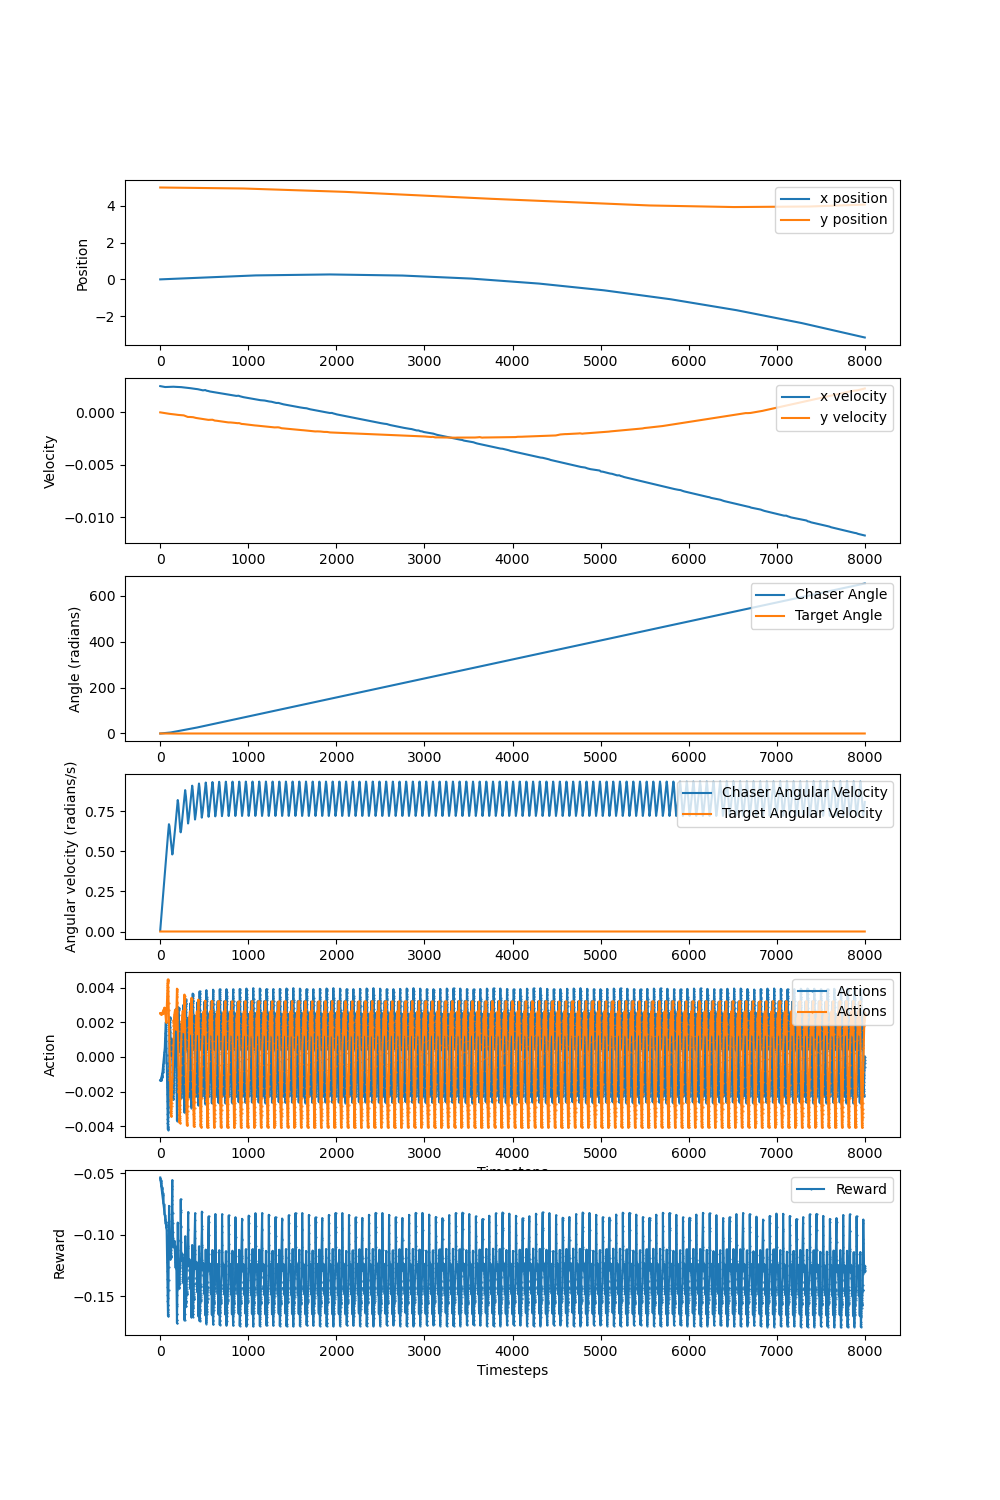 4
2
0
−2
Position
x position
y position
0 1000 2000 3000 4000 5000 6000 7000 8000
0.000
−0.005
−0.010
Velocity
x velocity
y velocity
0 1000 2000 3000 4000 5000 6000 7000 8000
600
400
200
0
Angle (radians)
Chaser Angle
Target Angle
0 1000 2000 3000 4000 5000 6000 7000 8000
0.75
0.50
0.25
0.00
Angular velocity (radians/s)
Chaser Angular Velocity
Target Angular Velocity
0 1000 2000 3000 4000 5000 6000 7000 8000
0.004
0.002
0.000
−0.002
−0.004
Action
Actions
Actions
0 1000 2000 3000 4000 5000 6000 7000 8000
Timesteps
−0.05
−0.10
−0.15
Reward
Reward
0 1000 2000 3000 4000 5000 6000 7000 8000
Timesteps